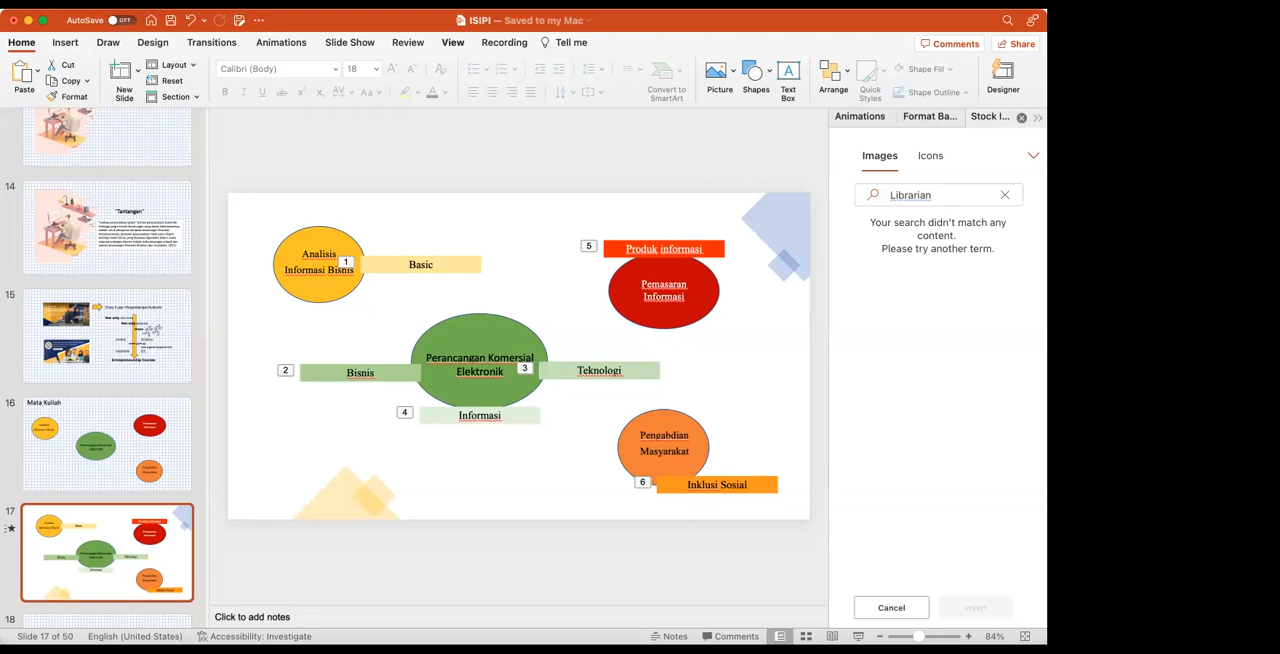 AutoSave OFF
ISIPI — Saved to my Mac
Home Insert Draw Design Transitions Animations Slide Show Review View Recording Tell me
Comments Share
Paste
Cut
Copy
Format
New Slide
Layout
Reset
Section
Calibri (Body) 18
Convert to SmartArt
Picture
Shapes
Text Box
Arrange
Quick Styles
Shape Fill
Shape Outline
Designer
Animations Format Ba... Stock I...
Images Icons
Librarian
Your search didn't match any
content.
Please try another term.
Cancel Insert
14
"Tantangan"
15
Entrepreneurship Courses
16
Mata Kuliah
17
18
Analisis
Informasi Bisnis
1
Basic
5
Produk informasi
Pemasaran
Informasi
Perancangan Komersial
Elektronik
2
Bisnis
3
Teknologi
4
Informasi
Pengabdian
Masyarakat
6
Inklusi Sosial
Click to add notes
Slide 17 of 50 English (United States) Accessibility: Investigate
Notes Comments 84%